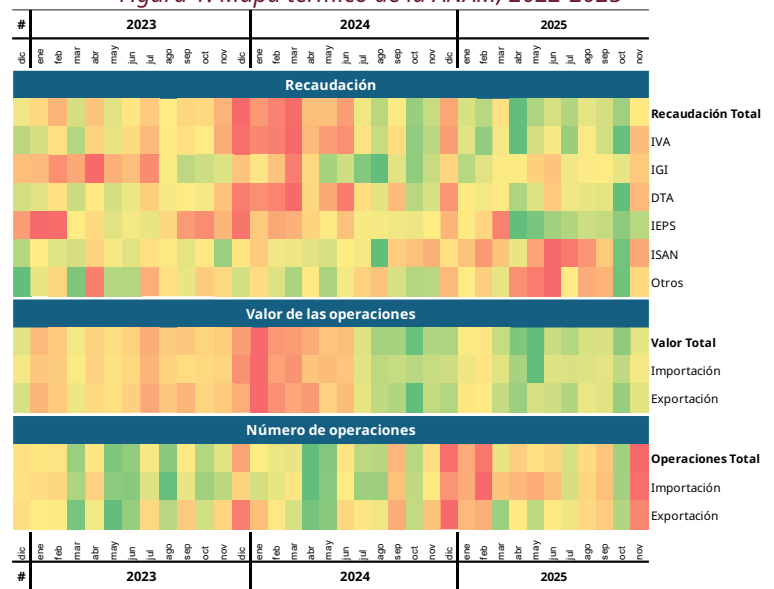 Figura 1. Mapa térmico de la ANAM, 2022-2025
# 2023 2024 2025
dic ene feb mar abr may jun jul ago sep oct nov dic ene feb mar abr may jun jul ago sep oct nov dic ene feb mar abr may jun jul ago sep oct nov
Recaudación
Recaudación Total
IVA
IGI
DTA
IEPS
ISAN
Otros
Valor de las operaciones
Valor Total
Importación
Exportación
Número de operaciones
Operaciones Total
Importación
Exportación
dic ene feb mar abr may jun jul ago sep oct nov dic ene feb mar abr may jun jul ago sep oct nov dic ene feb mar abr may jun jul ago sep oct nov
# 2023 2024 2025